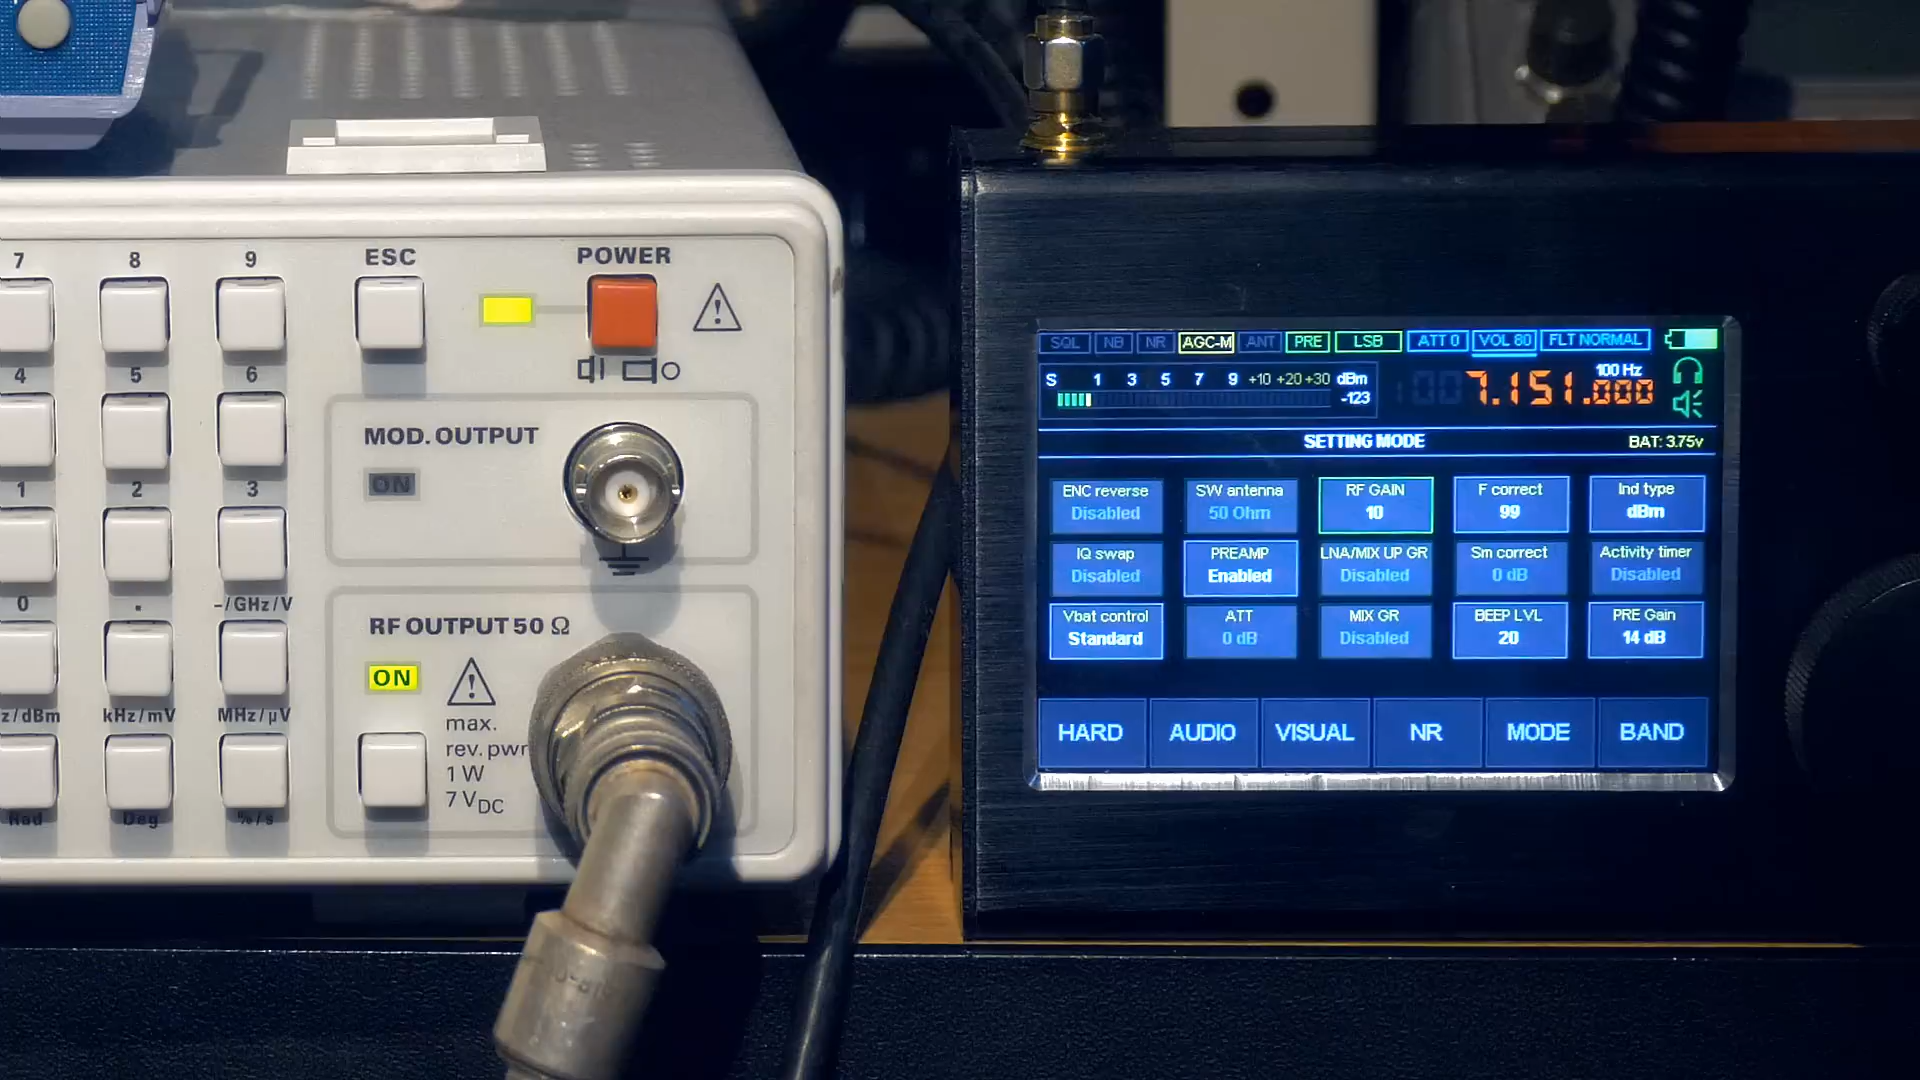 7 8 9 ESC POWER
4 5 6
MOD. OUTPUT
ON
1 2 3
0 . -/GHz/V
RF OUTPUT 50 Ω
ON
z/dBm kHz/mV MHz/µV
max.
rev. pwr
1 W
7 VDC
Rad Deg %/s
SQL NB NR AGC-M ANT PRE LSB ATT 0 VOL 80 FLT NORMAL
S 1 3 5 7 9 +10 +20 +30 dBm
-123
100 Hz
7.151.000
SETTING MODE
BAT: 3.75v
ENC reverse
Disabled
SW antenna
50 Ohm
RF GAIN
10
F correct
99
Ind type
dBm
IQ swap
Disabled
PREAMP
Enabled
LNA/MIX UP GR
Disabled
Sm correct
0 dB
Activity timer
Disabled
Vbat control
Standard
ATT
0 dB
MIX GR
Disabled
BEEP LVL
20
PRE Gain
14 dB
HARD AUDIO VISUAL NR MODE BAND